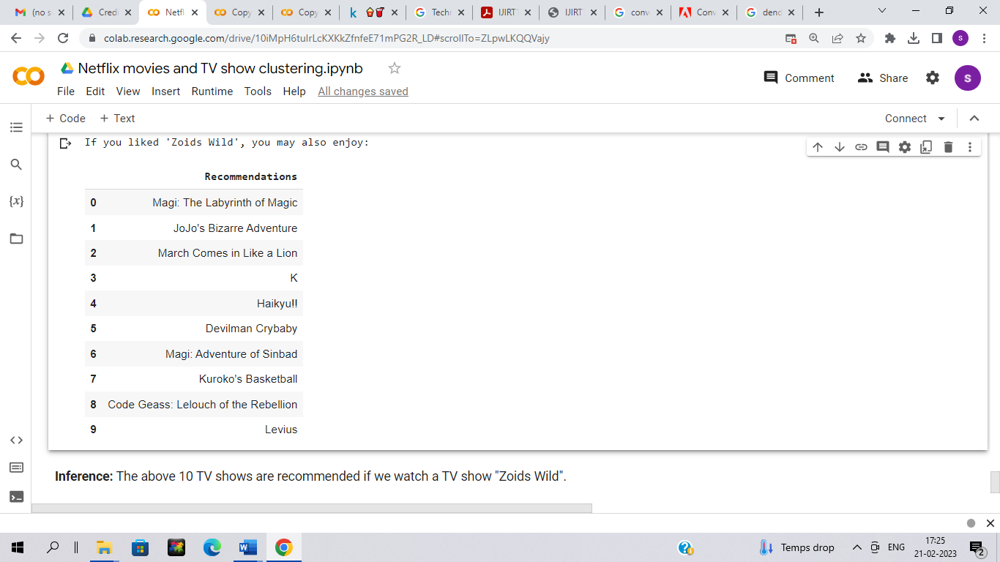 (no s
Credi
Netfl
Copy
Copy
k
Techn
IJIRT
IJIRT
conv
Conv
dend
colab.research.google.com/drive/10iMpH6tuIrLcKXKkZfnfeE71mPG2R_LD#scrollTo=ZLpwLKQQVajy
S
CO
Netflix movies and TV show clustering.ipynb
Comment
Share
S
File Edit View Insert Runtime Tools Help All changes saved
+ Code + Text
Connect
{x}
If you liked 'Zoids Wild', you may also enjoy:
Recommendations
0 Magi: The Labyrinth of Magic
1 JoJo's Bizarre Adventure
2 March Comes in Like a Lion
3 K
4 Haikyu!!
5 Devilman Crybaby
6 Magi: Adventure of Sinbad
7 Kuroko's Basketball
8 Code Geass: Lelouch of the Rebellion
9 Levius
Inference: The above 10 TV shows are recommended if we watch a TV show "Zoids Wild".
Temps drop
ENG
17:25
21-02-2023
2